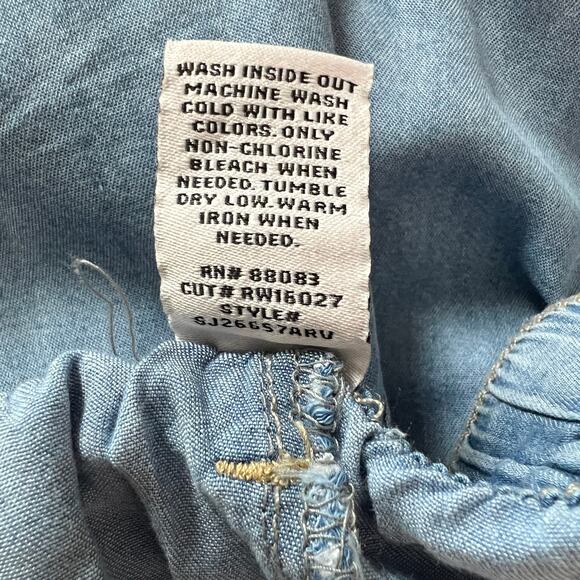 WASH INSIDE OUT
MACHINE WASH
COLD WITH LIKE
COLORS. ONLY
NON-CHLORINE
BLEACH WHEN
NEEDED. TUMBLE
DRY LOW. WARM
IRON WHEN
NEEDED.
RN# 88083
CUT# RW16027
STYLE#
SJ26657ARV